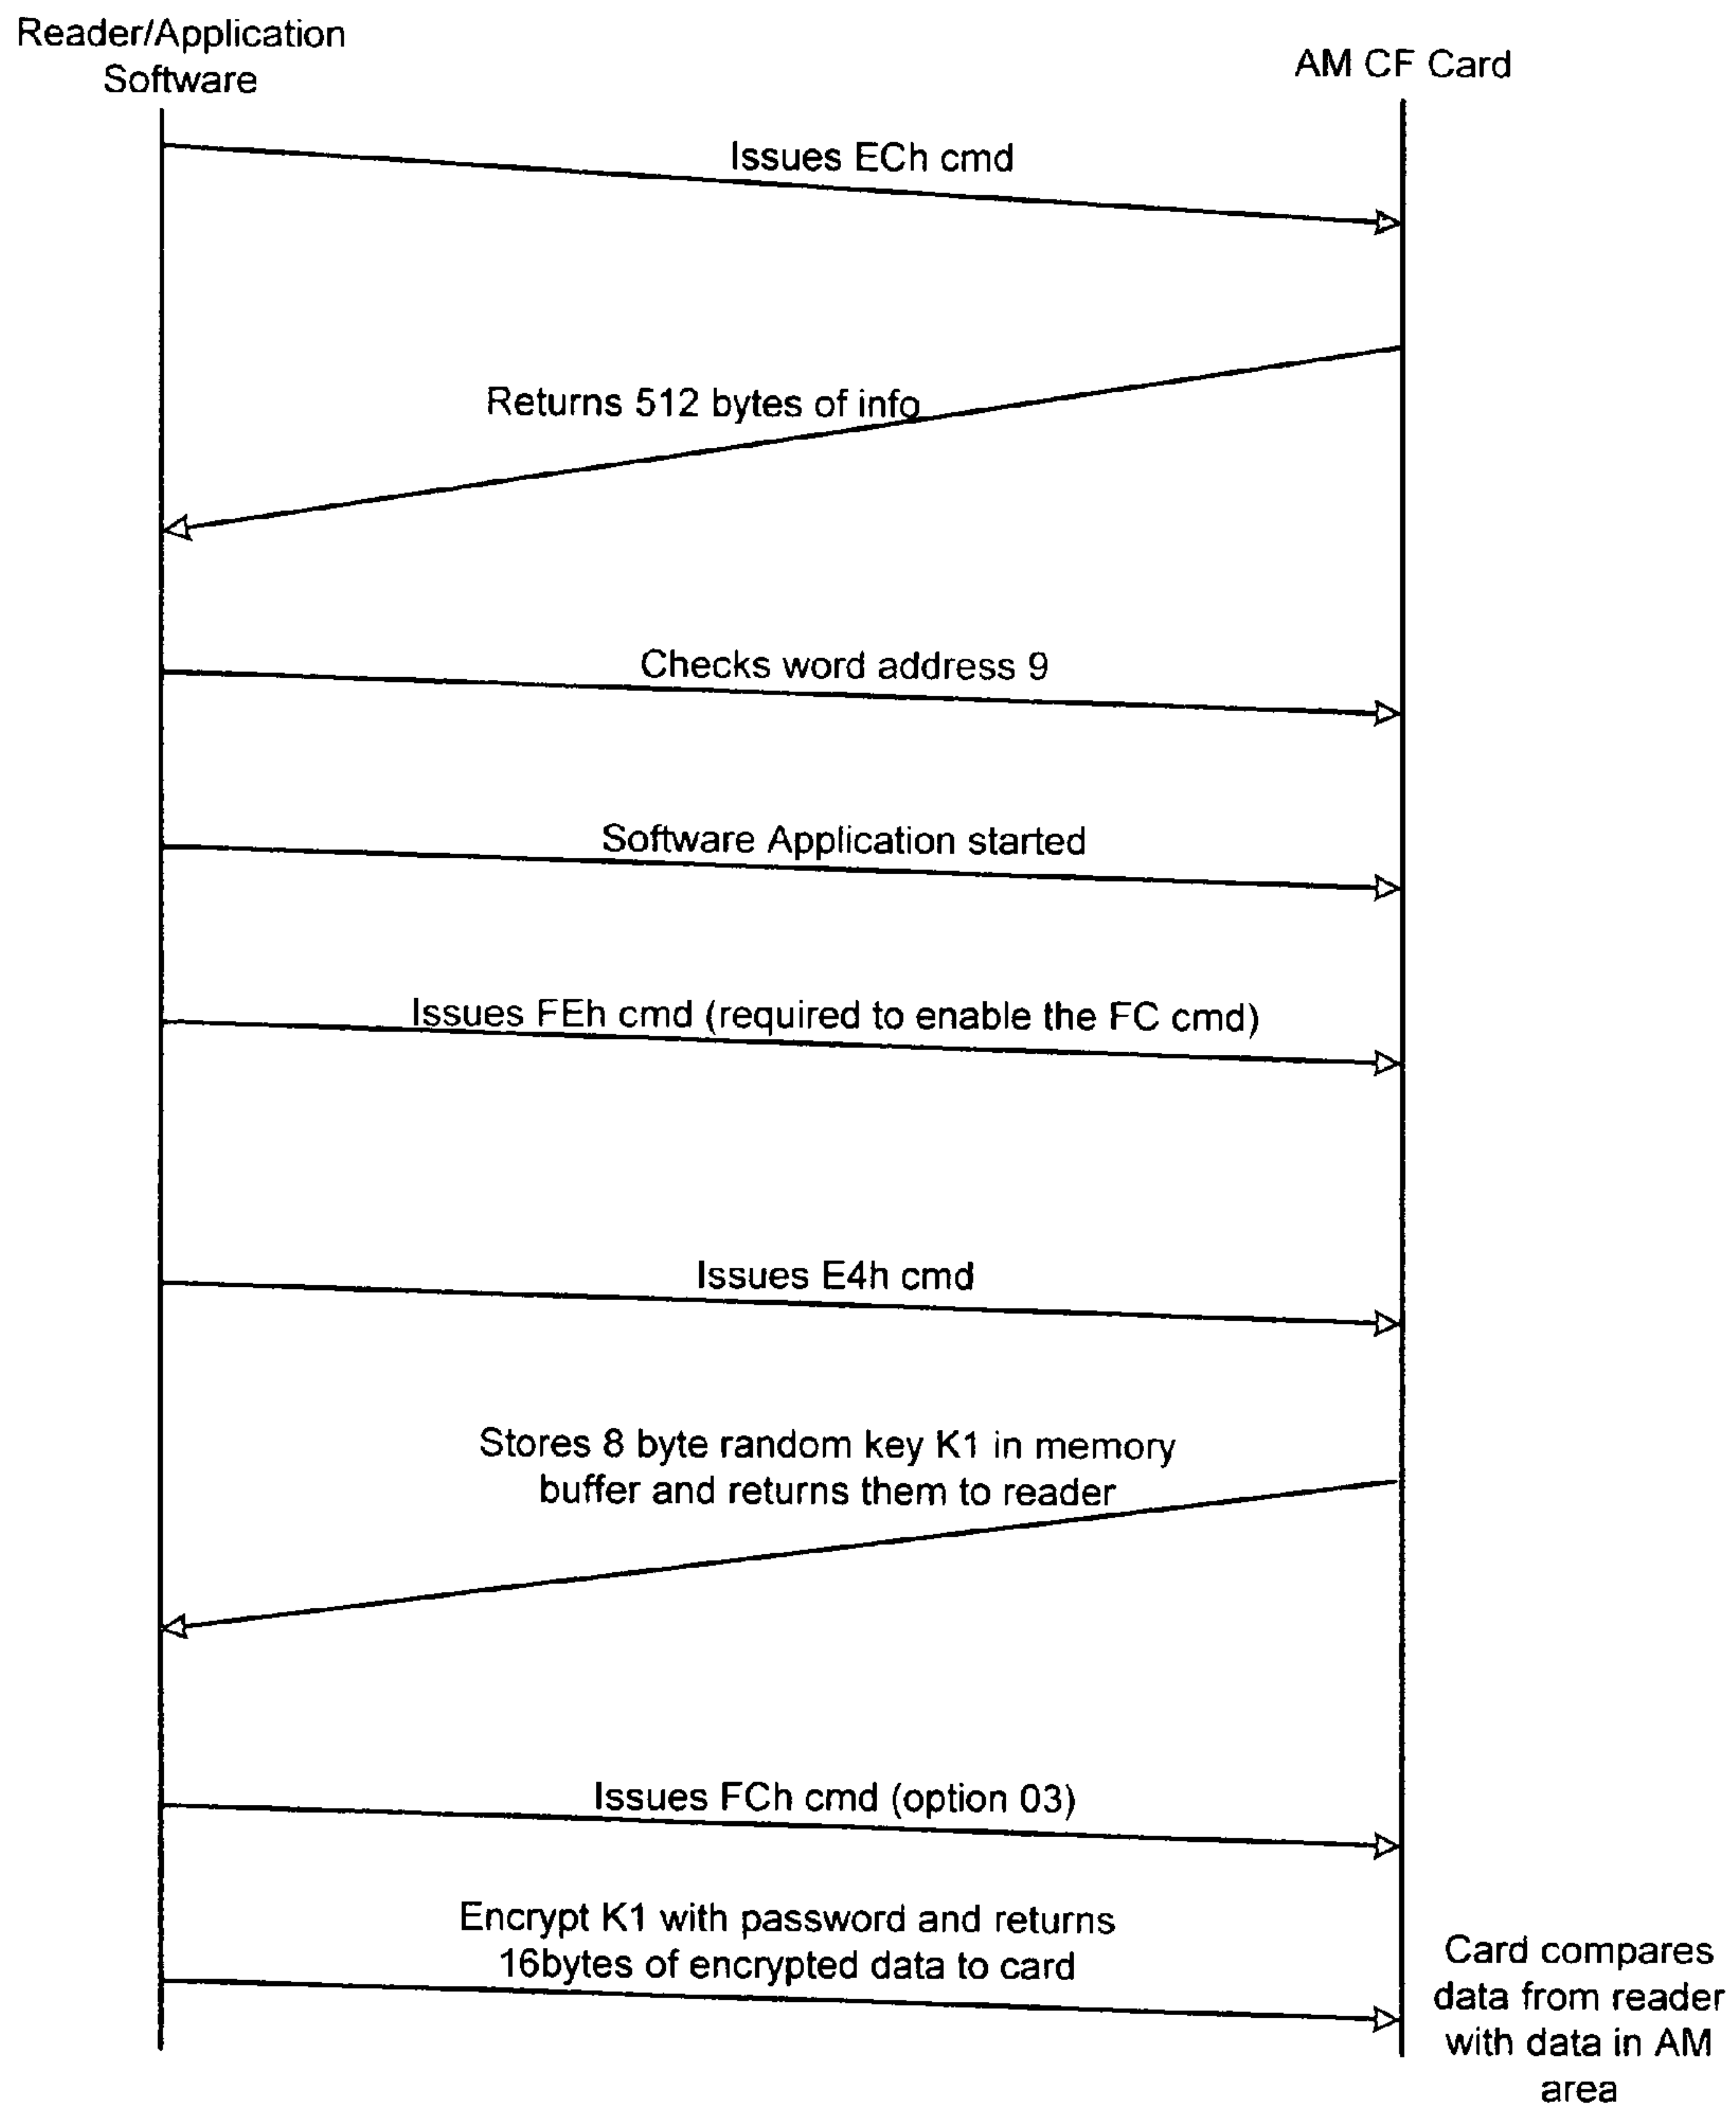 Reader/Application
Software
AM CF Card
Issues ECh cmd
Returns 512 bytes of info
Checks word address 9
Software Application started
Issues FEh cmd (required to enable the FC cmd)
Issues E4h cmd
Stores 8 byte random key K1 in memory
buffer and returns them to reader
Issues FCh cmd (option 03)
Encrypt K1 with password and returns
16bytes of encrypted data to card
Card compares
data from reader
with data in AM
area